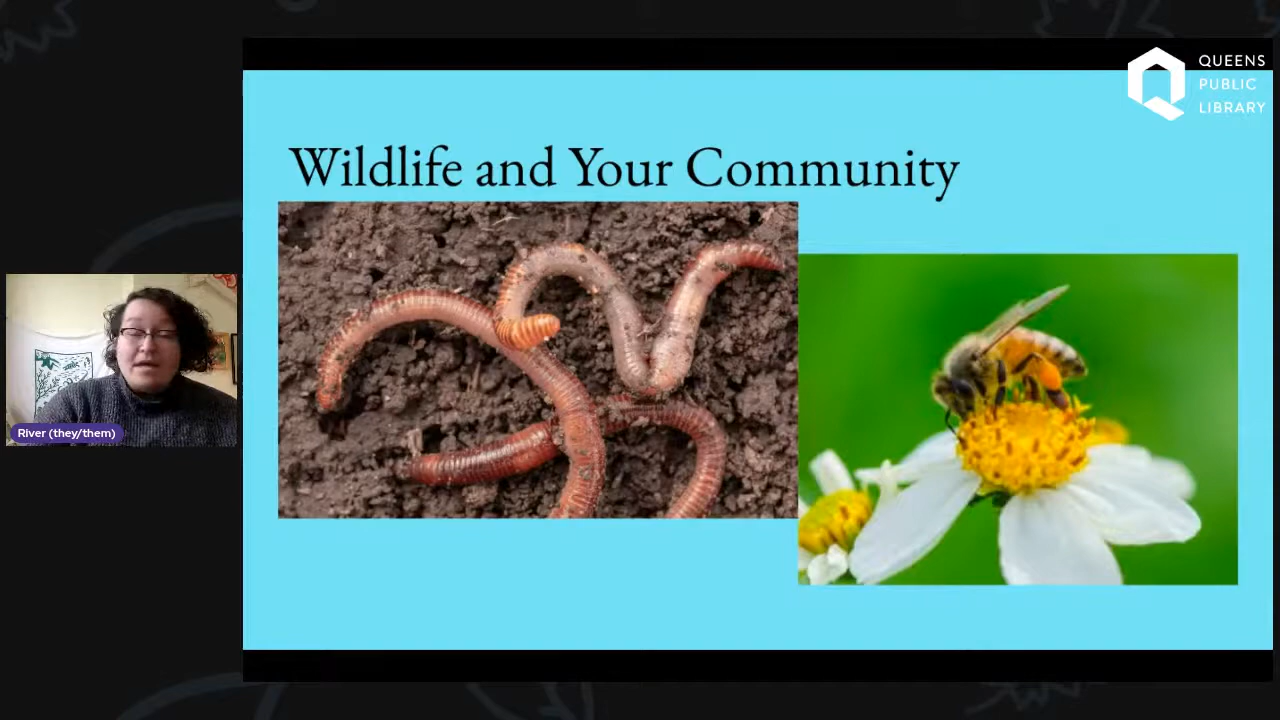 QUEENS
PUBLIC
LIBRARY
Wildlife and Your Community
River (they/them)